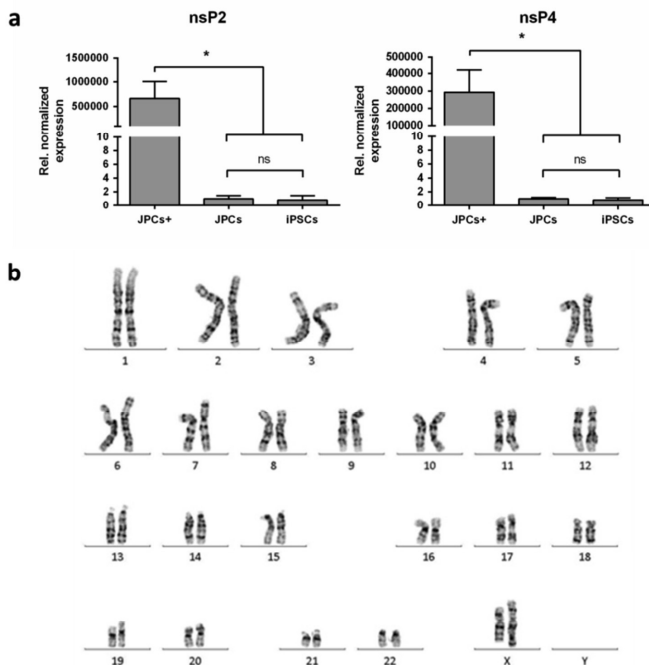 a
nsP2
Rel. normalized
expression
1500000
1000000
500000
10
8
6
4
2
0
*
ns
JPCs+ JPCs iPSCs
nsP4
Rel. normalized
expression
500000
400000
300000
200000
100000
10
8
6
4
2
0
*
ns
JPCs+ JPCs iPSCs
b
1 2 3 4 5
6 7 8 9 10 11 12
13 14 15 16 17 18
19 20 21 22 X Y